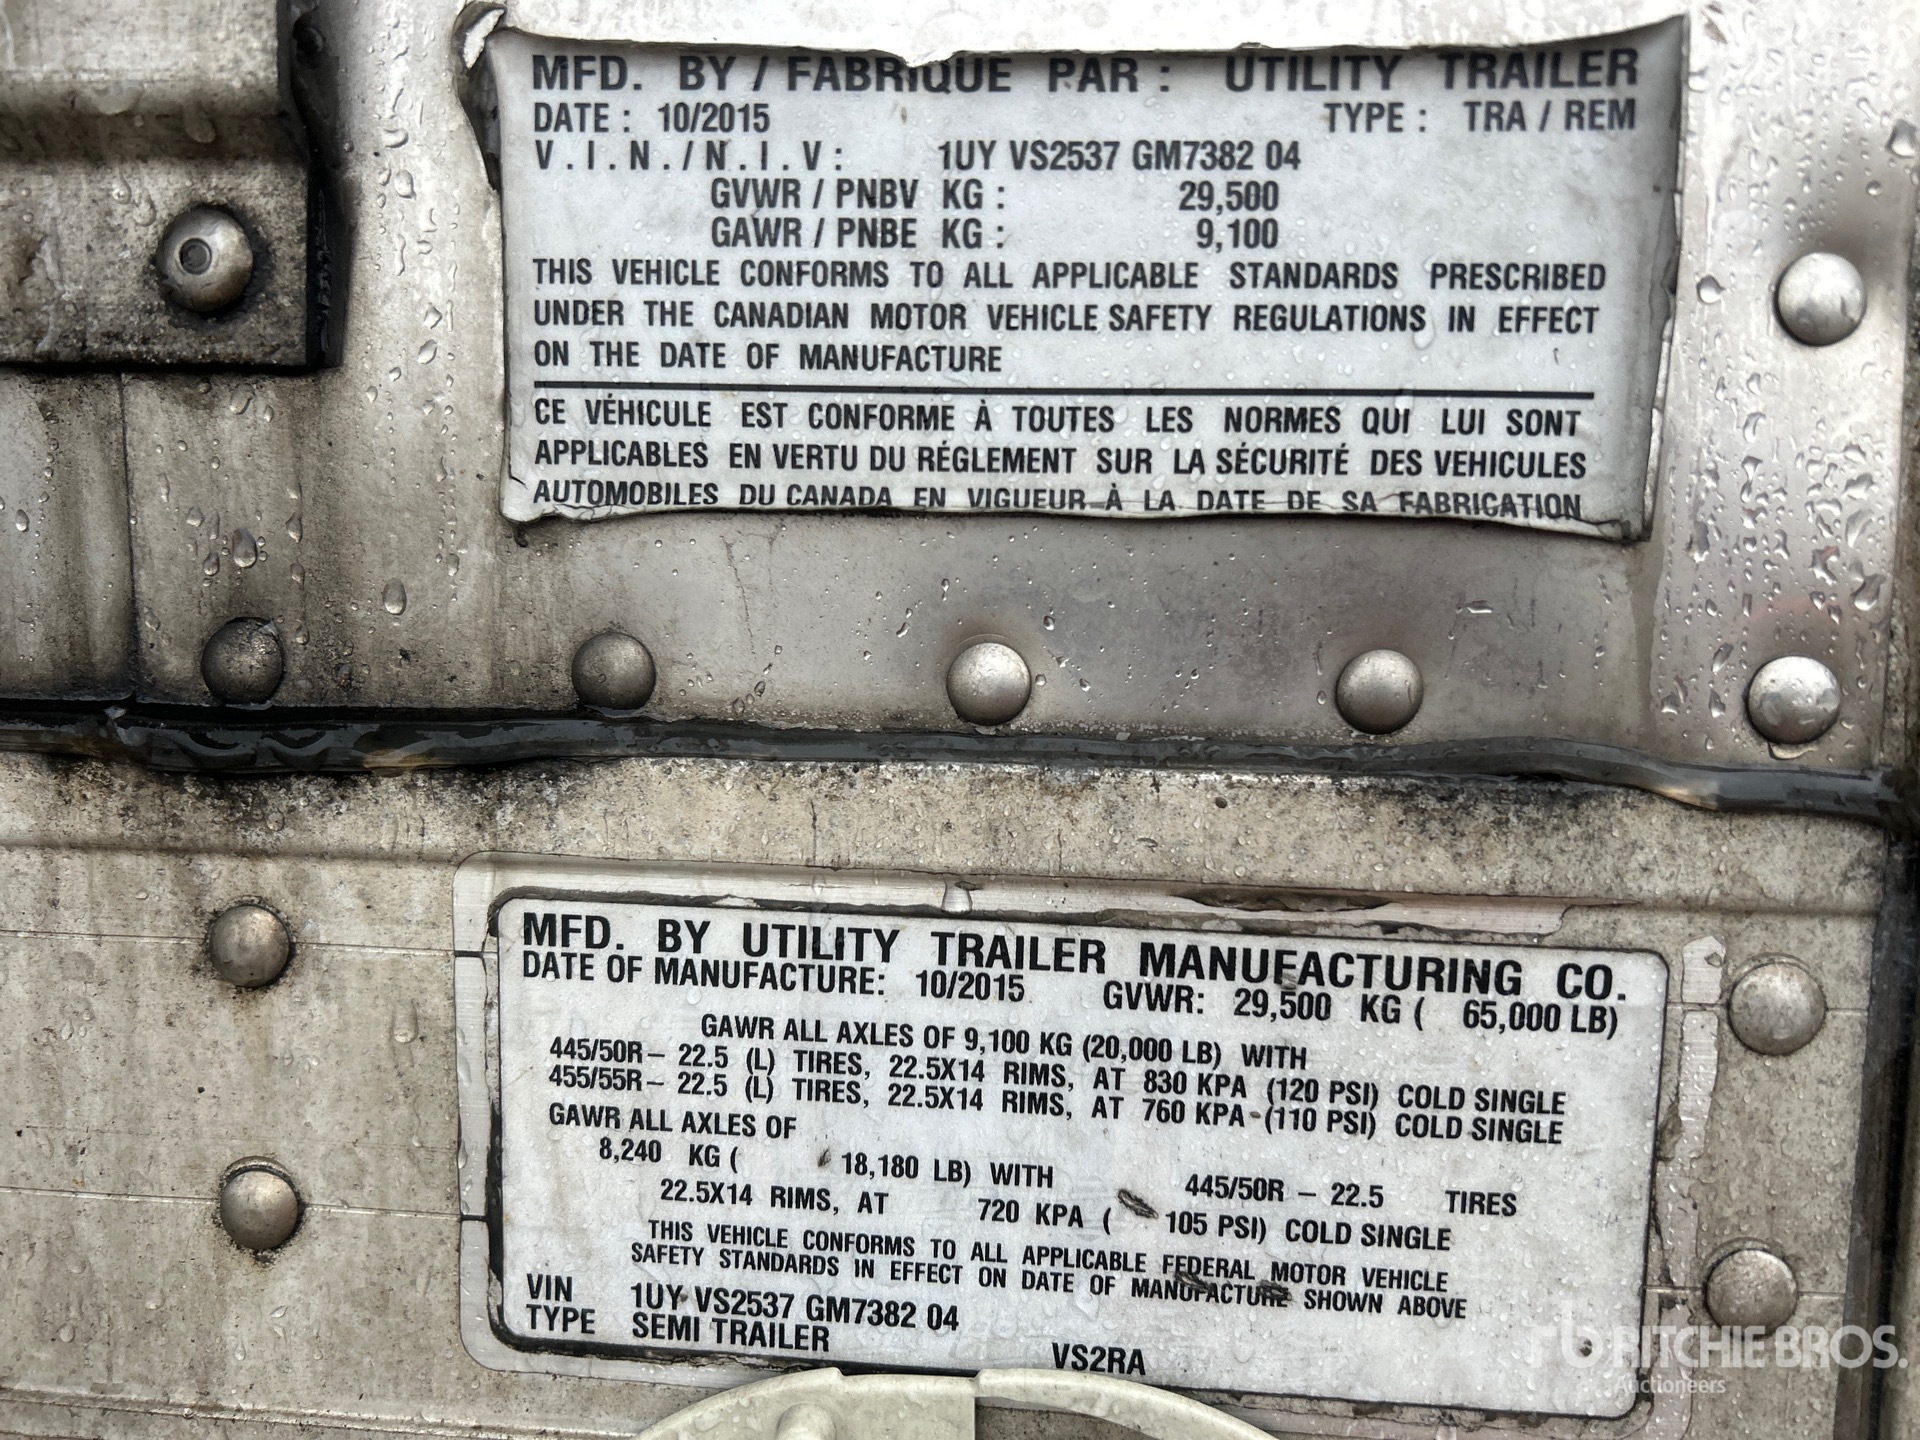 MFD. BY / FABRIQUE PAR : UTILITY TRAILER
DATE : 10/2015 TYPE : TRA / REM
V.I.N./N.I.V: 1UY VS2537 GM7382 04
GVWR / PNBV KG : 29,500
GAWR / PNBE KG : 9,100
THIS VEHICLE CONFORMS TO ALL APPLICABLE STANDARDS PRESCRIBED
UNDER THE CANADIAN MOTOR VEHICLE SAFETY REGULATIONS IN EFFECT
ON THE DATE OF MANUFACTURE
CE VÉHICULE EST CONFORME À TOUTES LES NORMES QUI LUI SONT
APPLICABLES EN VERTU DU RÉGLEMENT SUR LA SÉCURITÉ DES VEHICULES
AUTOMOBILES DU CANADA EN VIGUEUR À LA DATE DE SA FABRICATION
MFD. BY UTILITY TRAILER MANUFACTURING CO.
DATE OF MANUFACTURE: 10/2015 GVWR: 29,500 KG ( 65,000 LB)
GAWR ALL AXLES OF 9,100 KG (20,000 LB) WITH
445/50R – 22.5 (L) TIRES, 22.5X14 RIMS, AT 830 KPA (120 PSI) COLD SINGLE
455/55R – 22.5 (L) TIRES, 22.5X14 RIMS, AT 760 KPA (110 PSI) COLD SINGLE
GAWR ALL AXLES OF
8,240 KG ( 18,180 LB) WITH 445/50R – 22.5 TIRES
22.5X14 RIMS, AT 720 KPA ( 105 PSI) COLD SINGLE
THIS VEHICLE CONFORMS TO ALL APPLICABLE FEDERAL MOTOR VEHICLE
SAFETY STANDARDS IN EFFECT ON DATE OF MANUFACTURE SHOWN ABOVE
VIN 1UY VS2537 GM7382 04
TYPE SEMI TRAILER VS2RA
rb RITCHIE BROS.
Auctioneers